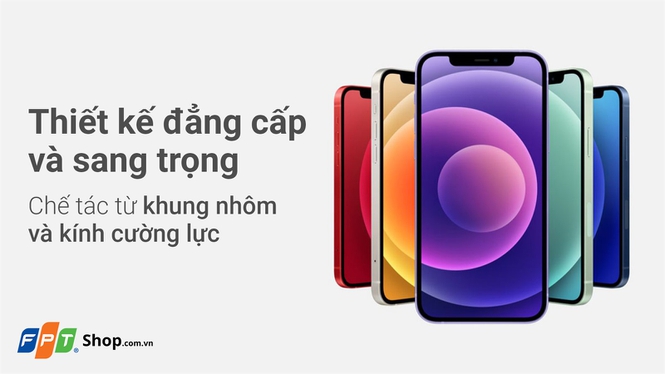 Thiết kế đẳng cấp
và sang trọng
Chế tác từ khung nhôm
và kính cường lực
FPT® Shop.com.vn